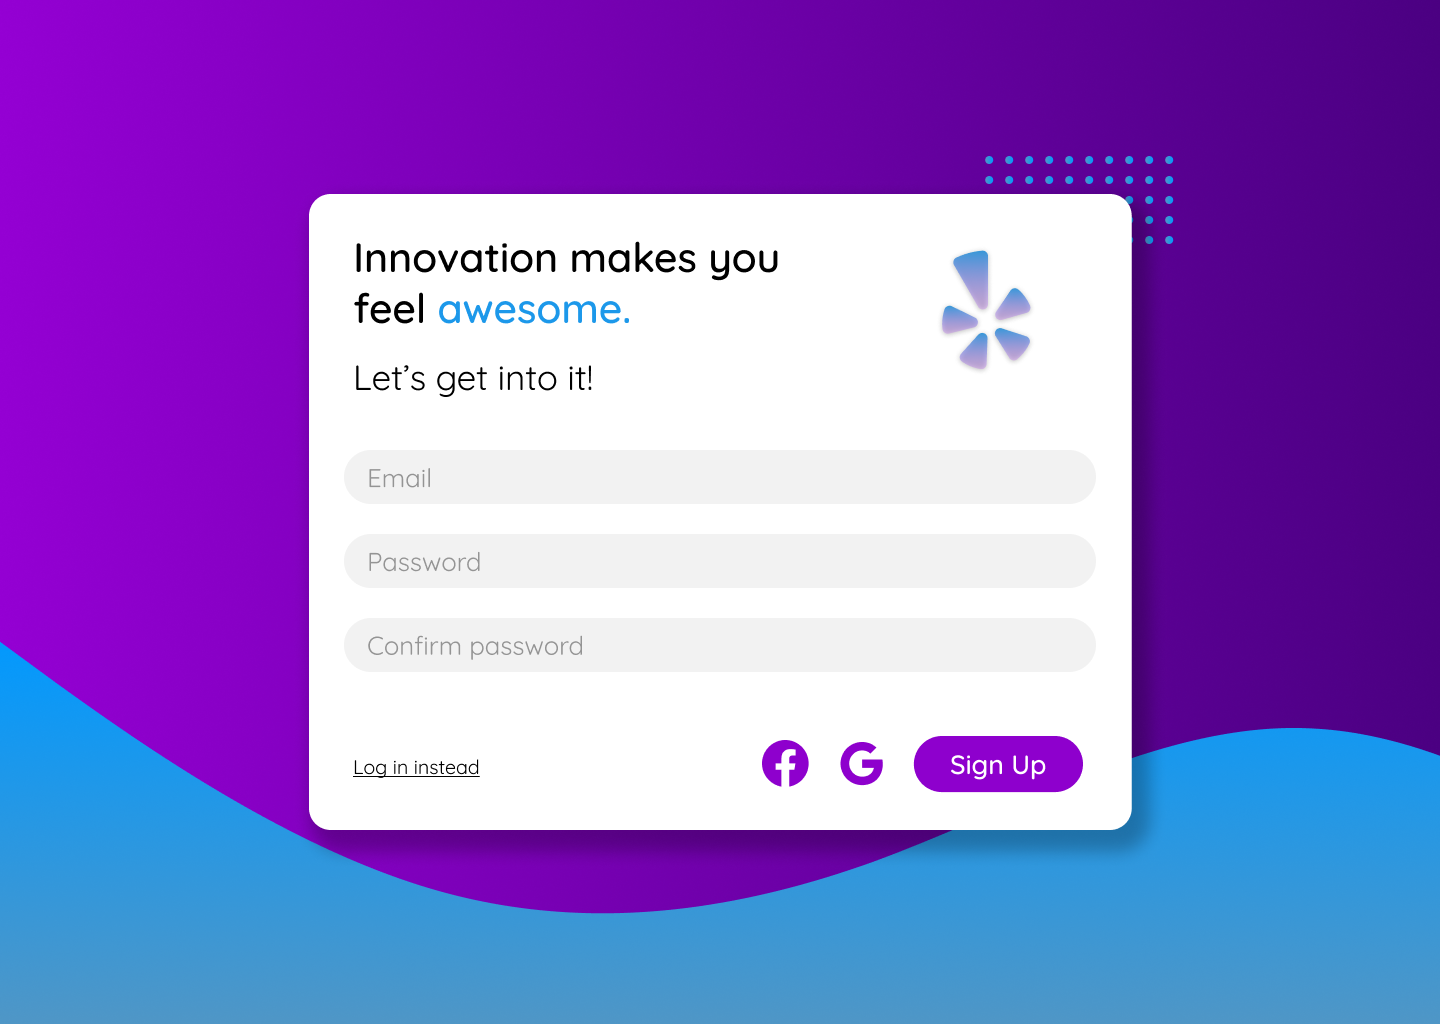 Innovation makes you
feel awesome.
Let’s get into it!
Email
Password
Confirm password
Log in instead
Sign Up